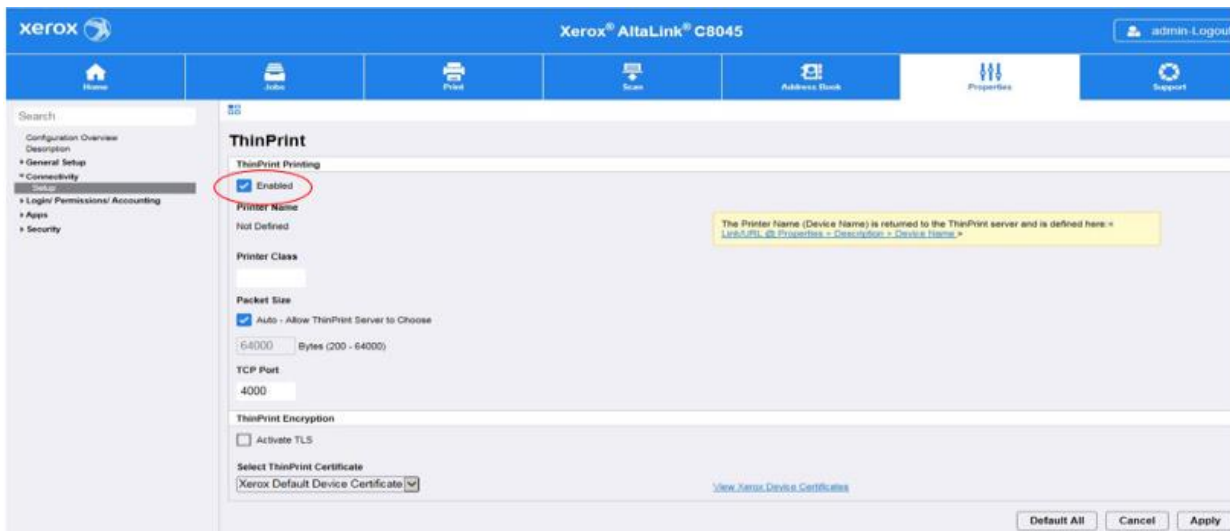 xerox
Xerox® AltaLink® C8045
admin-Logout
Home
Jobs
Print
Scan
Address Book
Properties
Support
Search
Configuration Overview
Description
General Setup
Connectivity
Setup
Login/ Permissions/ Accounting
Apps
Security
ThinPrint
ThinPrint Printing
Enabled
Printer Name
Not Defined
The Printer Name (Device Name) is returned to the ThinPrint server and is defined here:«
Link/URL @ Properties > Description > Device Name »
Printer Class
Packet Size
Auto - Allow ThinPrint Server to Choose
64000 Bytes (200 - 64000)
TCP Port
4000
ThinPrint Encryption
Activate TLS
Select ThinPrint Certificate
Xerox Default Device Certificate
View Xerox Device Certificates
Default All Cancel Apply